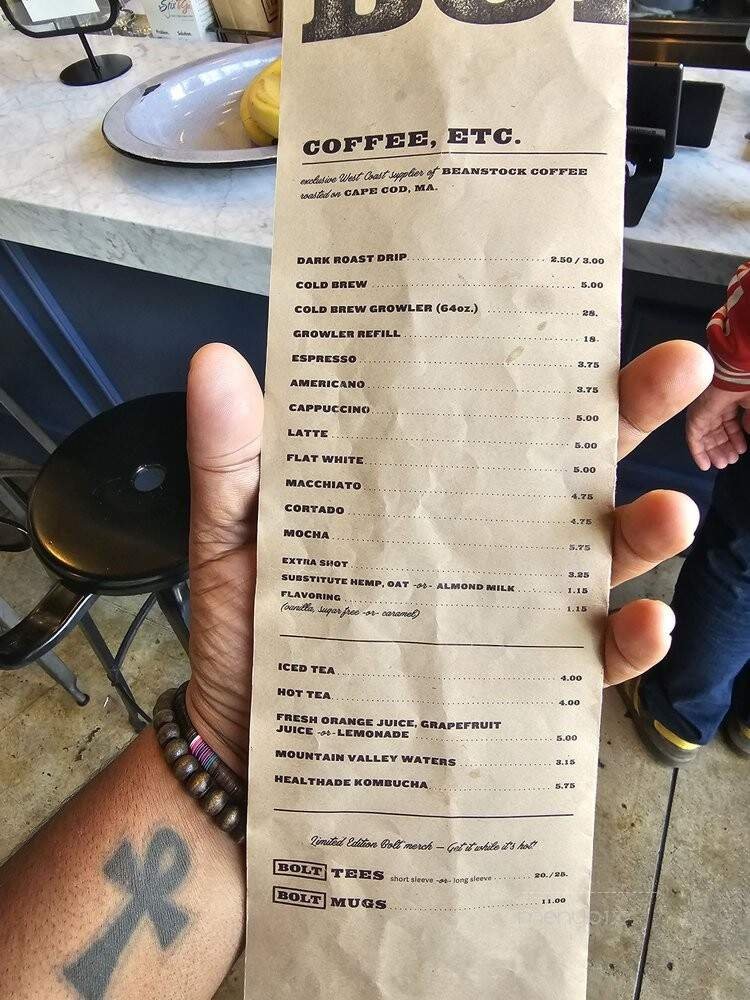 COFFEE, ETC.
exclusive West Coast supplier of BEANSTOCK COFFEE
roasted on CAPE COD, MA.
DARK ROAST DRIP 2.50 / 3.00
COLD BREW 5.00
COLD BREW GROWLER (64oz.) 28.
GROWLER REFILL 18.
ESPRESSO 3.75
AMERICANO 3.75
CAPPUCCINO 5.00
LATTE 5.00
FLAT WHITE 5.00
MACCHIATO 4.75
CORTADO 4.75
MOCHA 5.75
EXTRA SHOT 3.25
SUBSTITUTE HEMP, OAT -or- ALMOND MILK 1.15
FLAVORING 1.15
(vanilla, sugar free -or- caramel)
ICED TEA 4.00
HOT TEA 4.00
FRESH ORANGE JUICE, GRAPEFRUIT
JUICE -or- LEMONADE 5.00
MOUNTAIN VALLEY WATERS 3.15
HEALTHADE KOMBUCHA 5.75
Limited Edition Bolt merch — Get it while it's hot!
BOLT TEES short sleeve -or- long sleeve 20./25.
BOLT MUGS 11.00